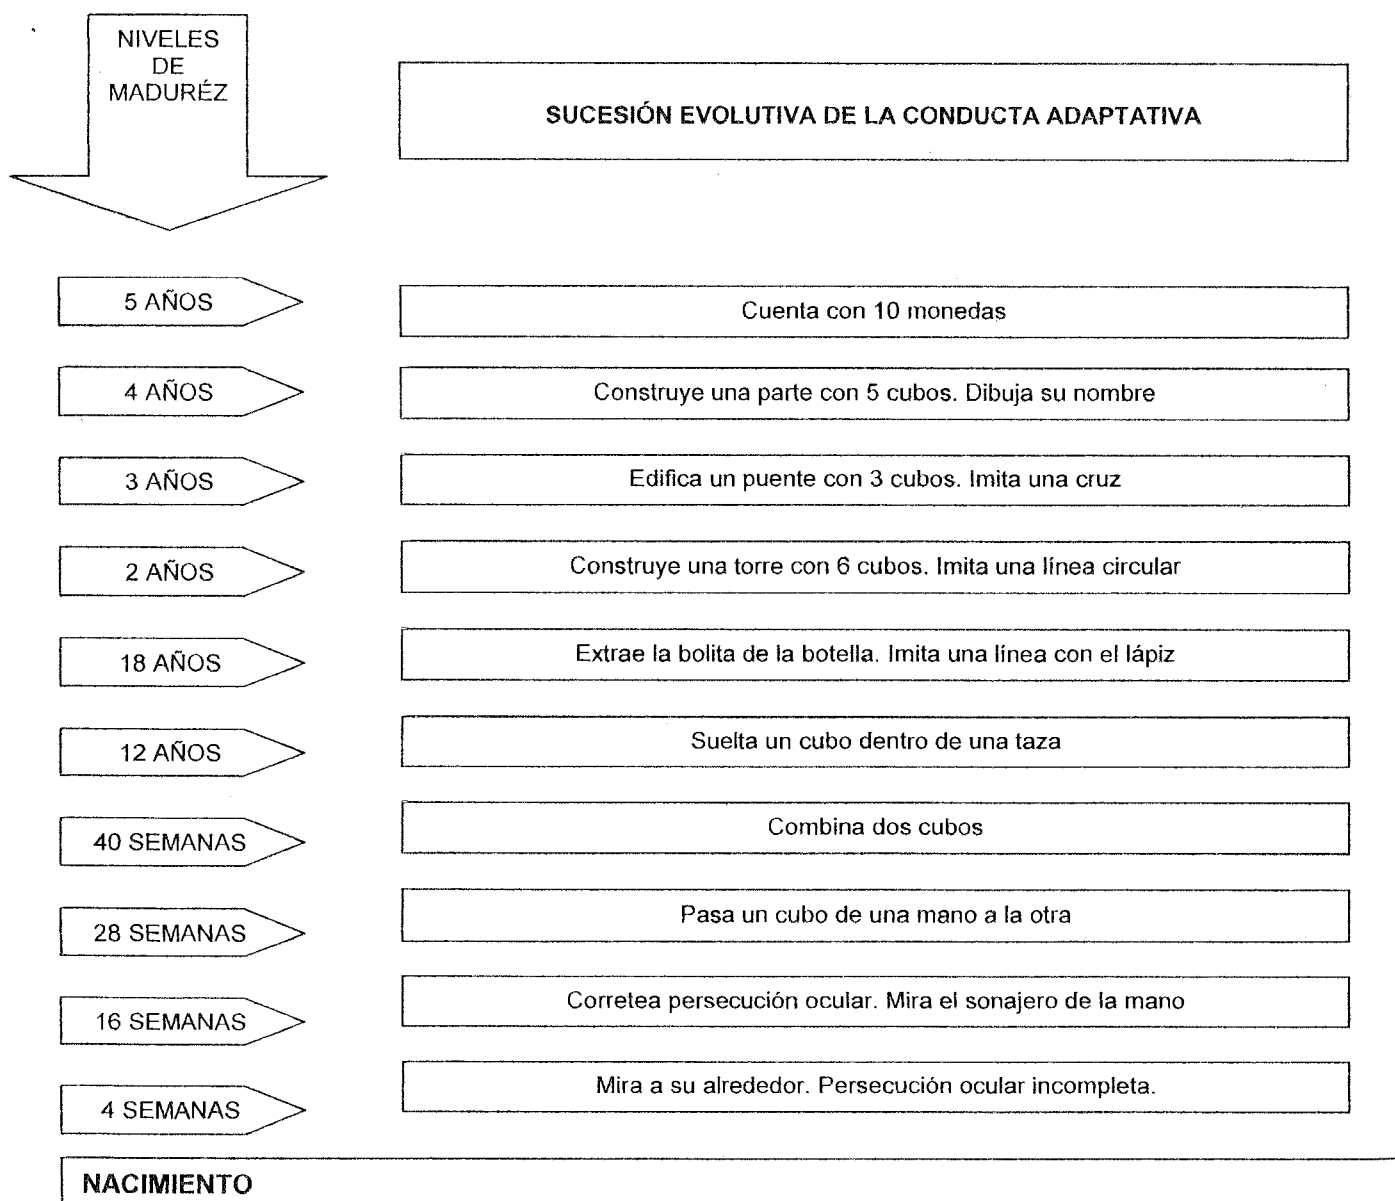 NIVELES
DE
MADURÉZ
SUCESIÓN EVOLUTIVA DE LA CONDUCTA ADAPTATIVA
5 AÑOS
Cuenta con 10 monedas
4 AÑOS
Construye una parte con 5 cubos. Dibuja su nombre
3 AÑOS
Edifica un puente con 3 cubos. Imita una cruz
2 AÑOS
Construye una torre con 6 cubos. Imita una línea circular
18 AÑOS
Extrae la bolita de la botella. Imita una línea con el lápiz
12 AÑOS
Suelta un cubo dentro de una taza
40 SEMANAS
Combina dos cubos
28 SEMANAS
Pasa un cubo de una mano a la otra
16 SEMANAS
Corretea persecución ocular. Mira el sonajero de la mano
4 SEMANAS
Mira a su alrededor. Persecución ocular incompleta.
NACIMIENTO